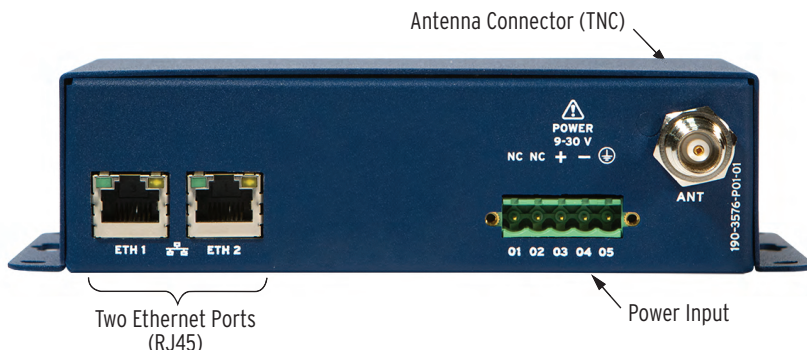 Antenna Connector (TNC)
POWER
9-30 V
NC NC + –
ANT
190-3576-P01-01
ETH 1 ETH 2
01 02 03 04 05
Two Ethernet Ports
(RJ45)
Power Input